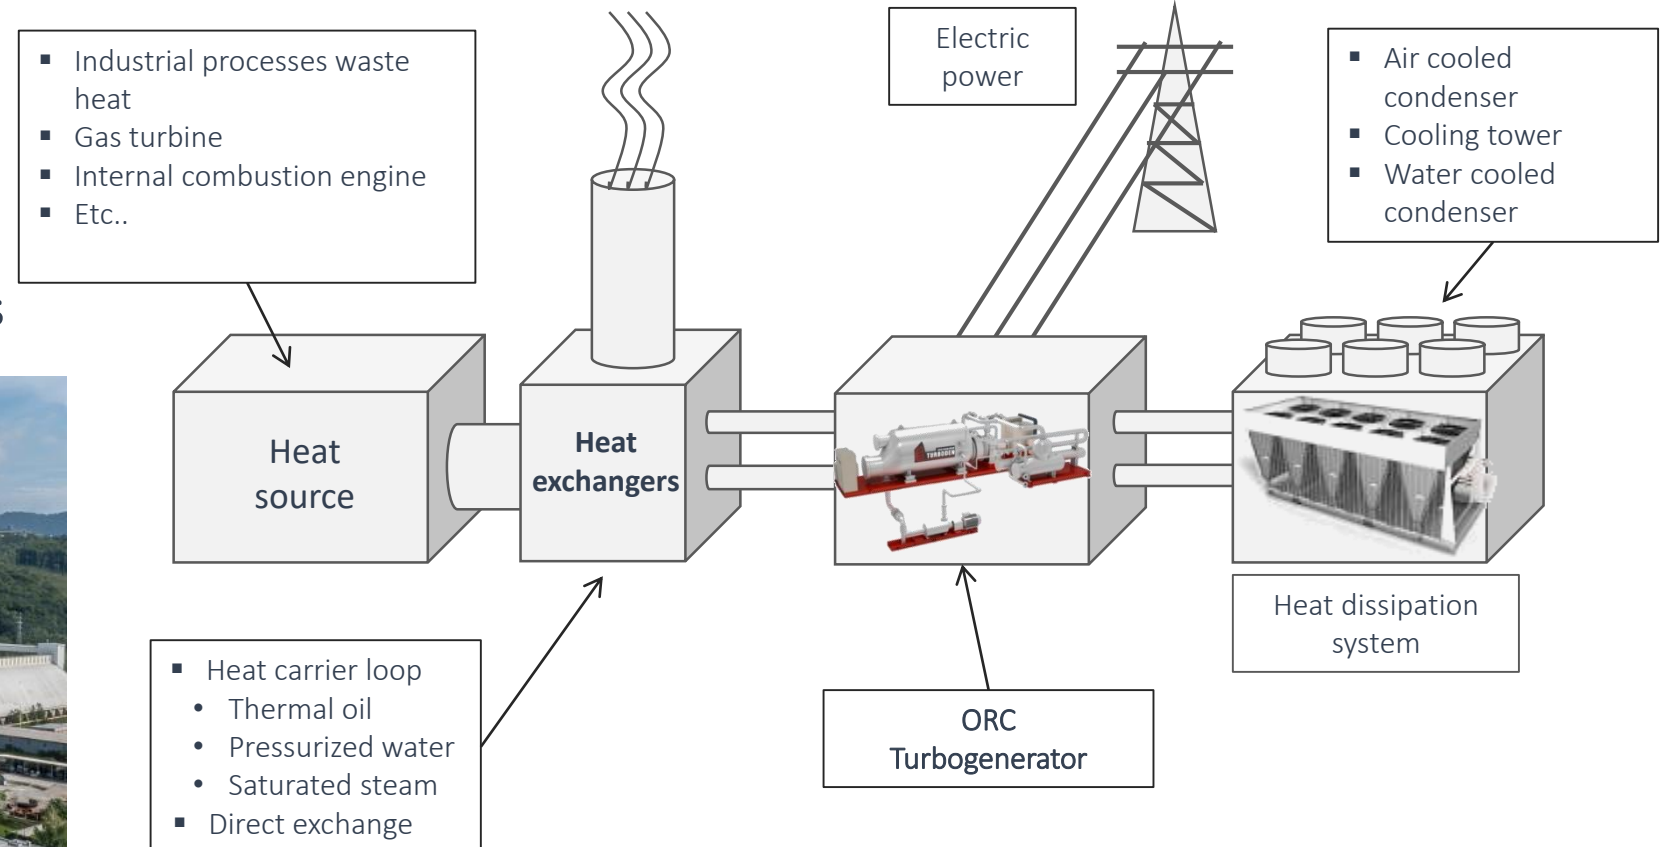 ▪ Industrial processes waste
heat
▪ Gas turbine
▪ Internal combustion engine
▪ Etc..
Electric
power
▪ Air cooled
condenser
▪ Cooling tower
▪ Water cooled
condenser
s
Heat
source
Heat
exchangers
TURBODEN
Heat dissipation
system
▪ Heat carrier loop
• Thermal oil
• Pressurized water
• Saturated steam
▪ Direct exchange
ORC
Turbogenerator